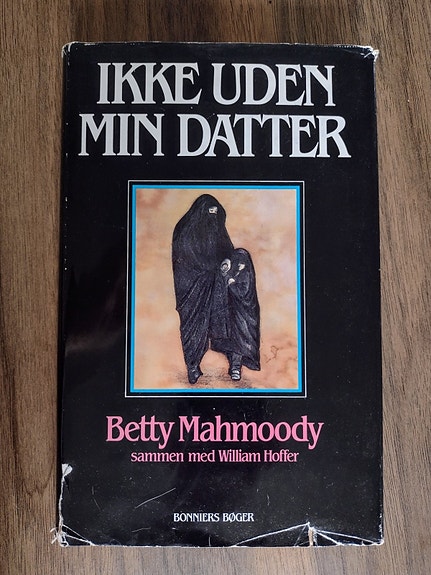 IKKE UDEN
MIN DATTER
Betty Mahmoody
sammen med William Hoffer
BONNIERS BØGER